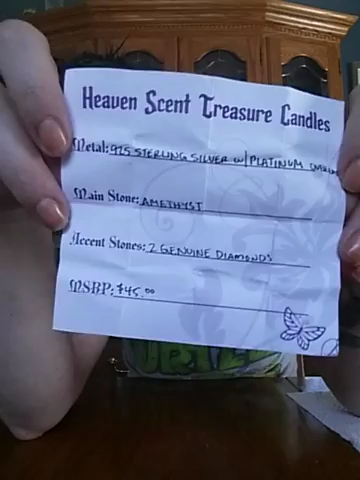 Heaven Scent Treasure Candles
Metal: 925 STERLING SILVER W/ PLATINUM
Main Stone: AMETHYST
Accent Stones: 2 GENUINE DIAMONDS
MSRP: $45.00